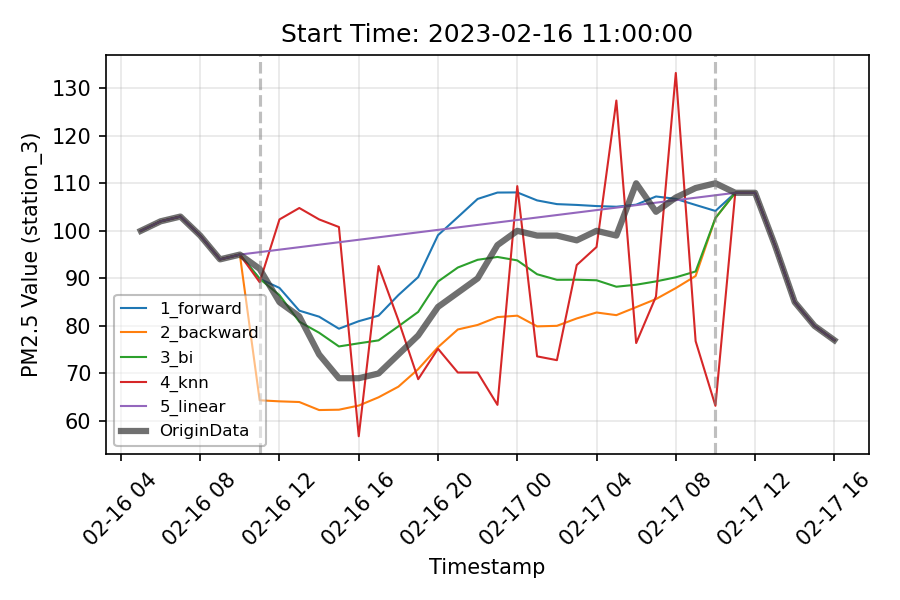 Start Time: 2023-02-16 11:00:00
PM2.5 Value (station_3)
130
120
110
100
90
80
70
60
1_forward
2_backward
3_bi
4_knn
5_linear
OriginData
02-16 04
02-16 08
02-16 12
02-16 16
02-16 20
02-17 00
02-17 04
02-17 08
02-17 12
02-17 16
Timestamp